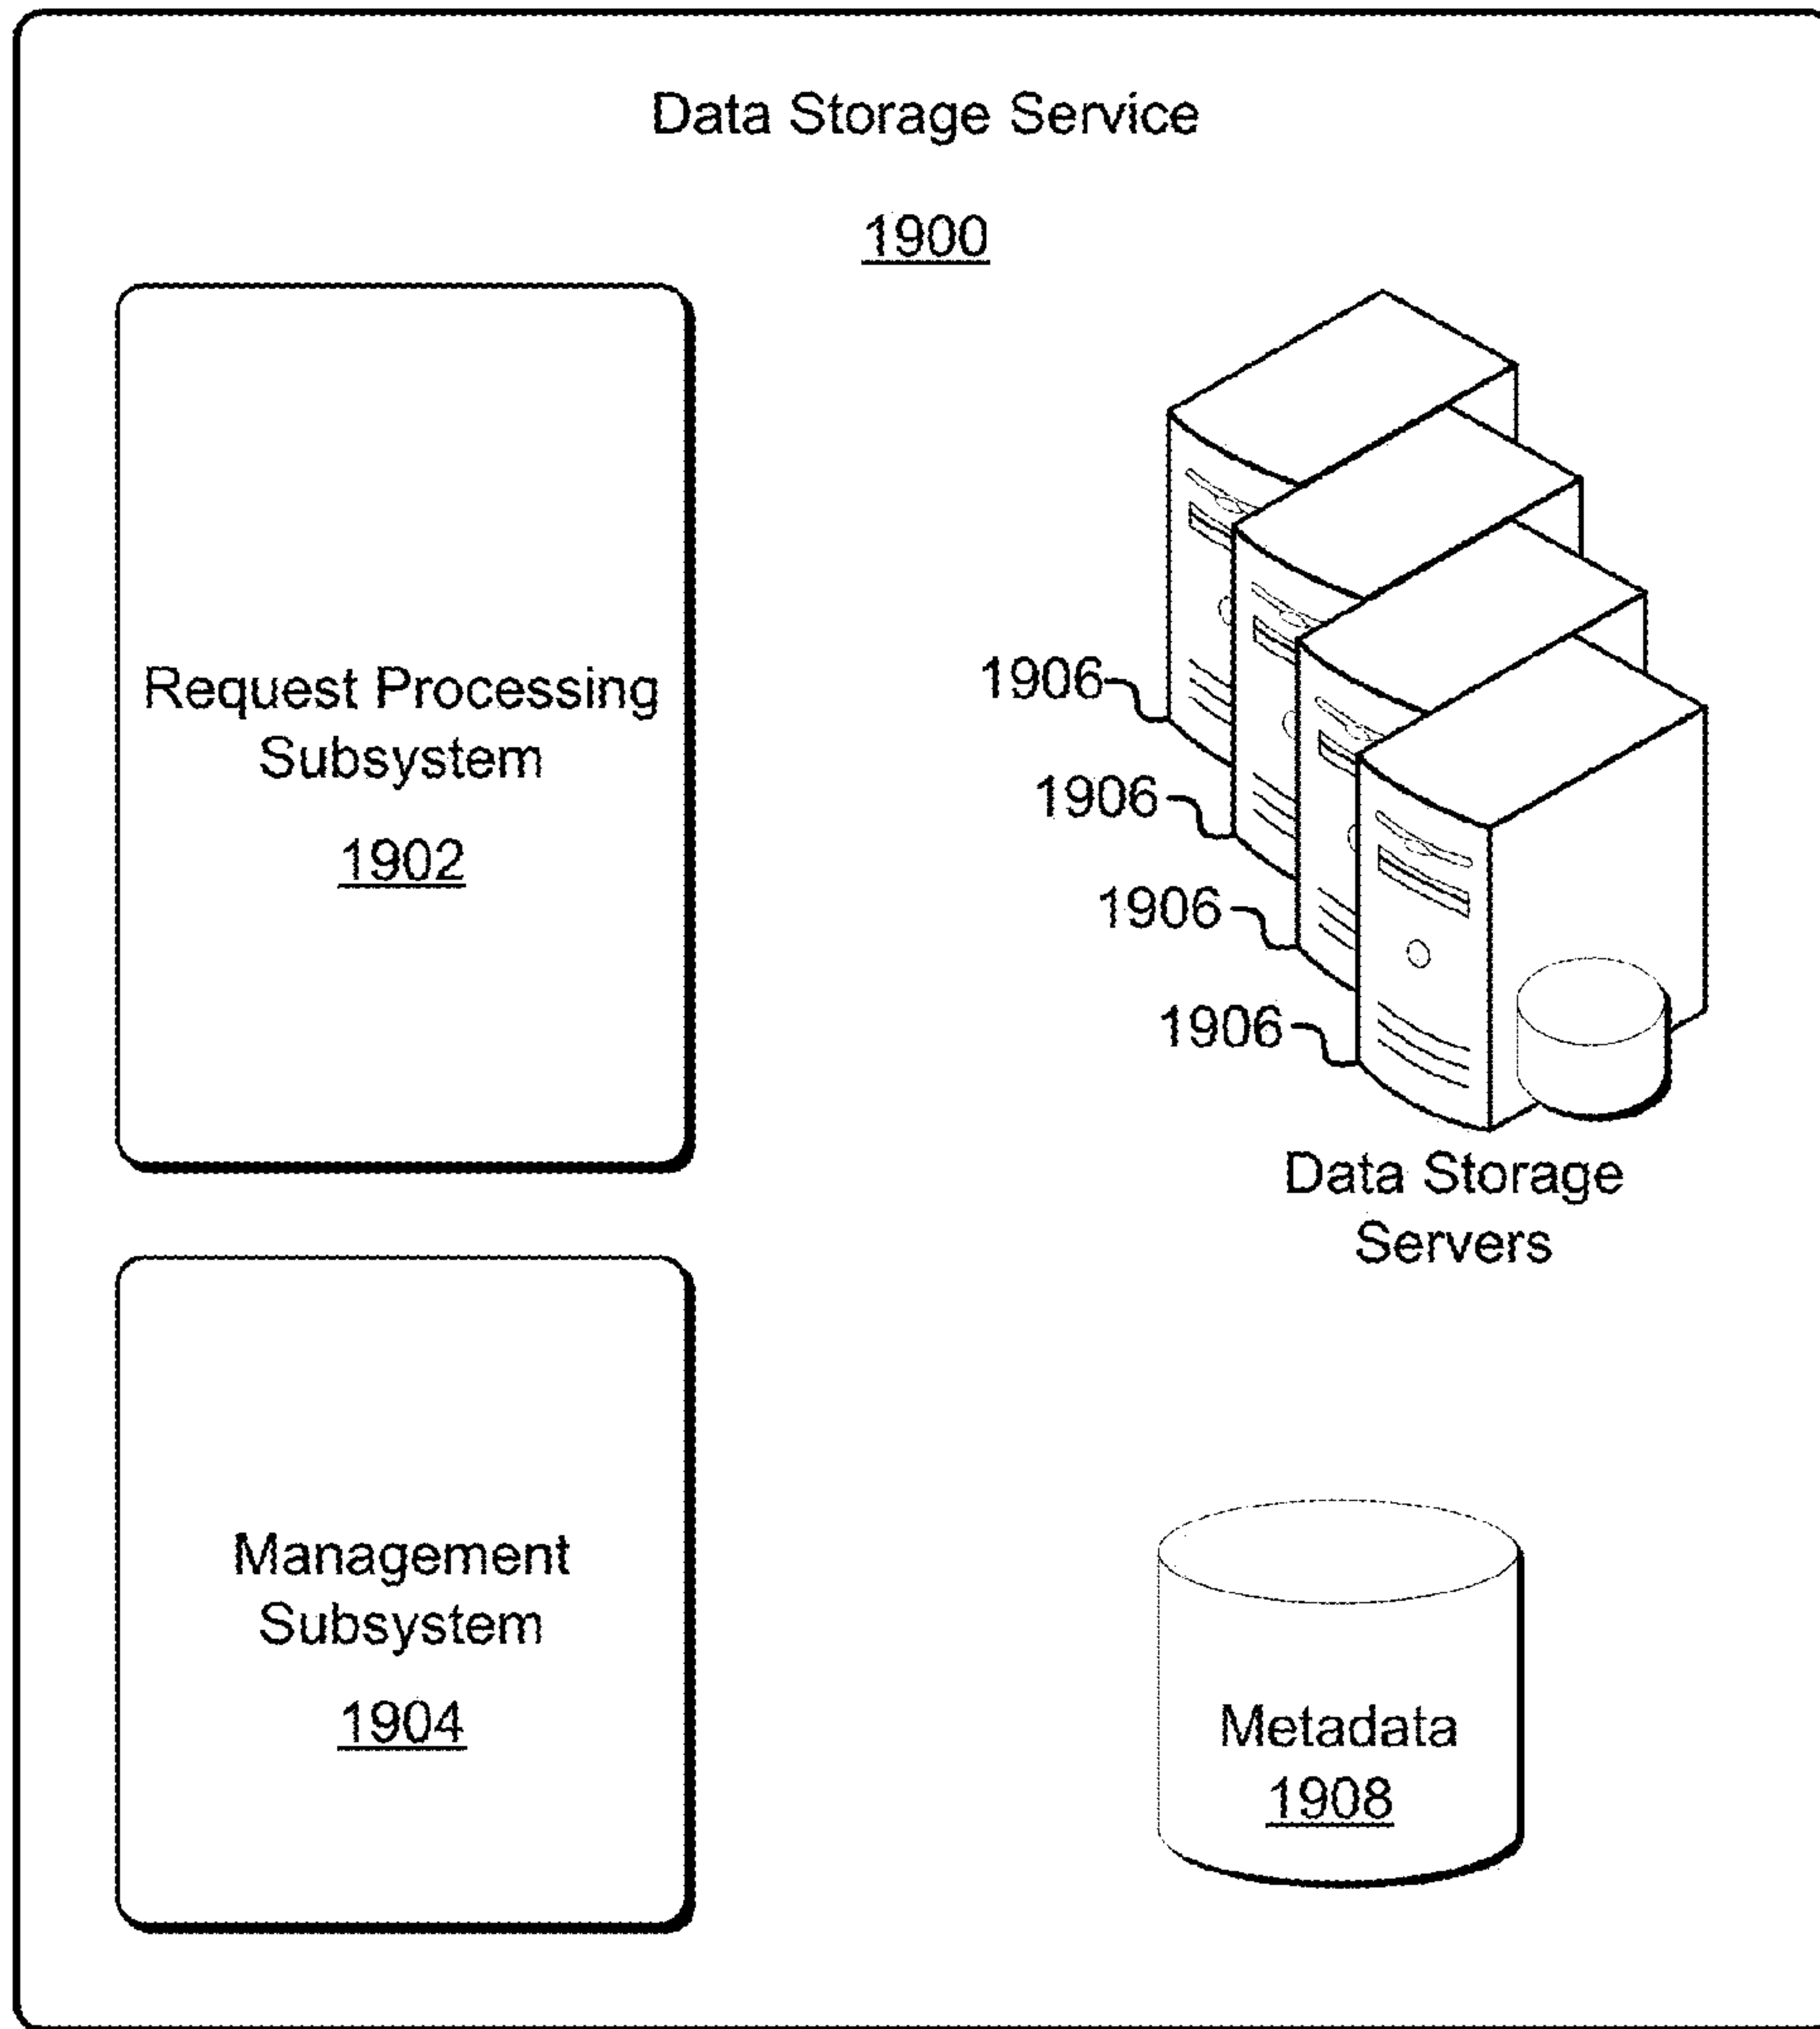 Data Storage Service
1900
Request Processing
Subsystem
1902
1906
1906
1906
1906
Data Storage
Servers
Management
Subsystem
1904
Metadata
1908